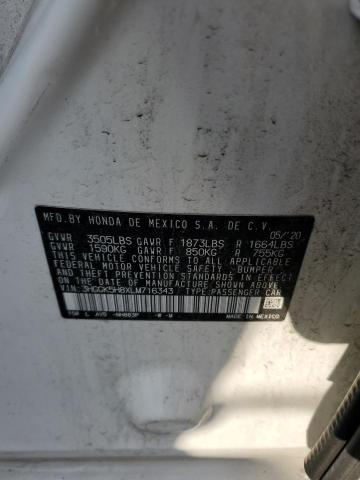 MFD.BY HONDA DE MEXICO S.A. DE C.V.
GVWR 3505LBS GAWR F 1873LBS R 1664LBS 05/'20
GVWR 1590KG GAWR F 850KG R 755KG
THIS VEHICLE CONFORMS TO ALL APPLICABLE
FEDERAL MOTOR VEHICLE SAFETY, BUMPER
AND THEFT PREVENTION STANDARDS IN EFFECT
ON THE DATE OF MANUFACTURE SHOWN ABOVE.
VIN: 3HGGK5H8XLM716343 TYPE:PASSENGER CAR
L AVO NH883P -W -W MADE IN MEXICO